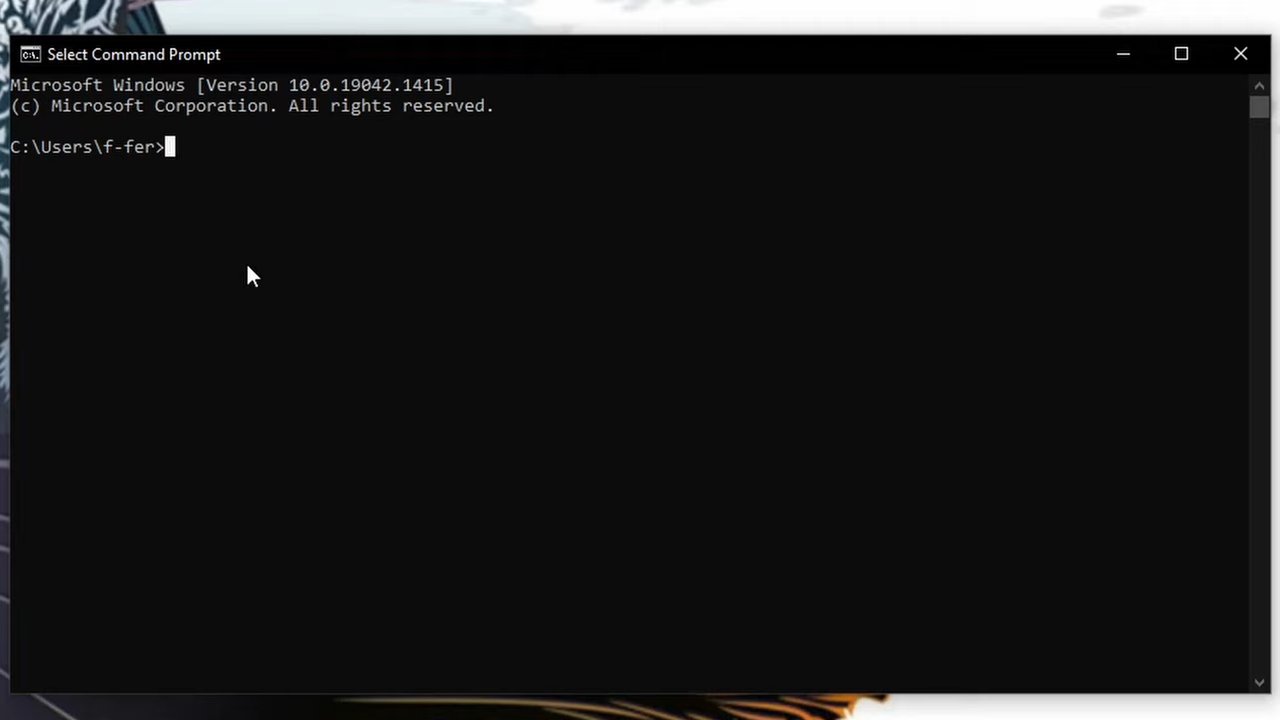 Select Command Prompt
Microsoft Windows [Version 10.0.19042.1415]
(c) Microsoft Corporation. All rights reserved.
C:\Users\f-fer>